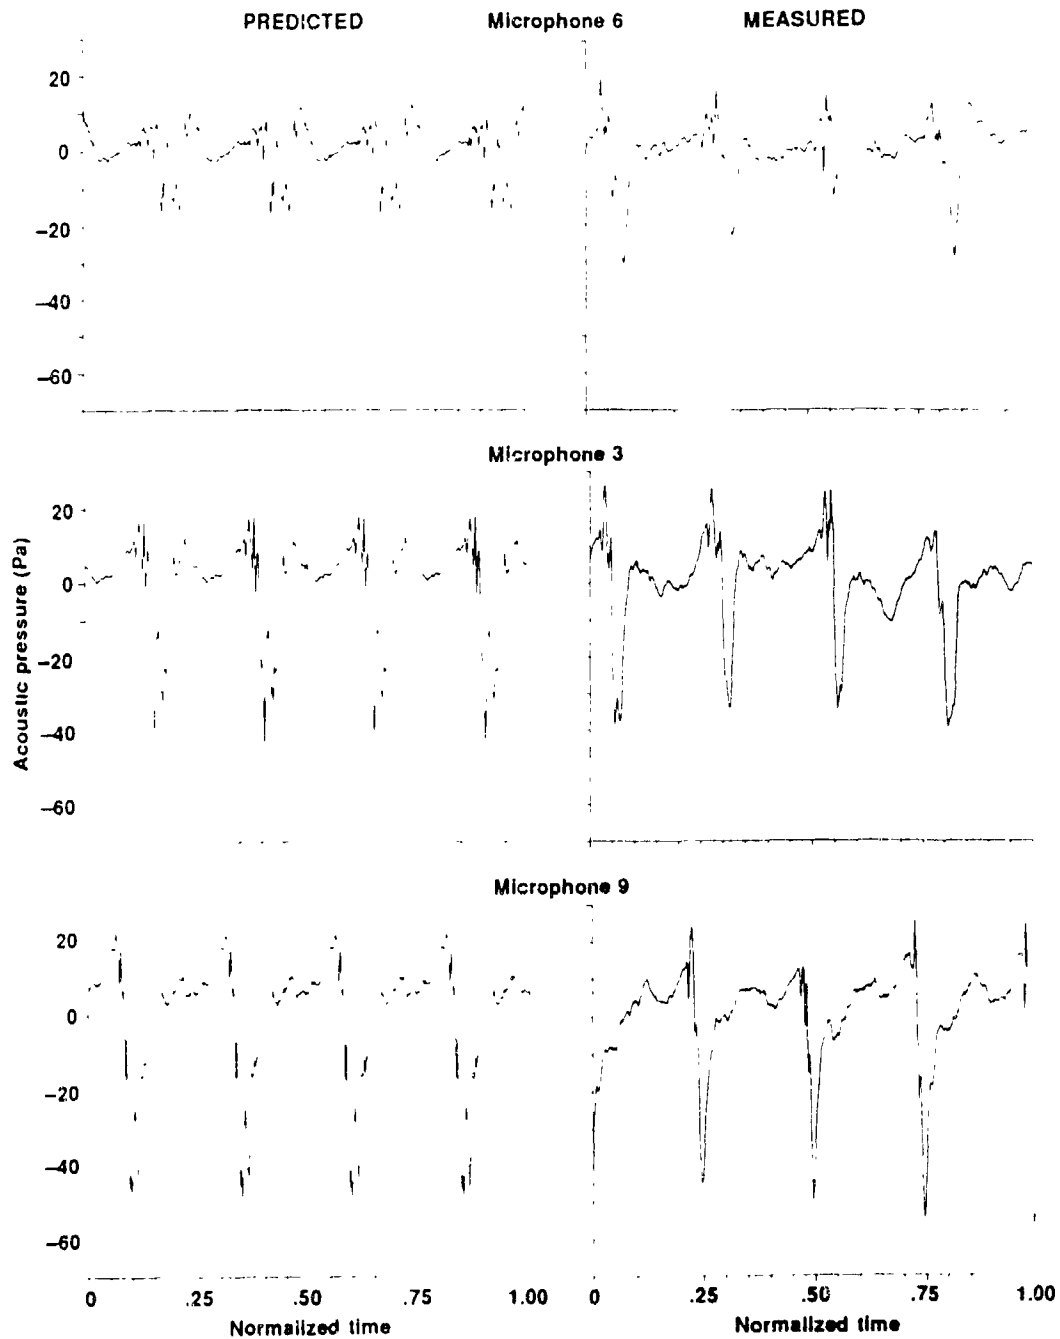 PREDICTED Microphone 6 MEASURED
20
0
−20
−40
−60
Microphone 3
20
0
−20
−40
−60
Acoustic pressure (Pa)
Microphone 9
20
0
−20
−40
−60
0 .25 .50 .75 1.00 0 .25 .50 .75 1.00
Normalized time Normalized time